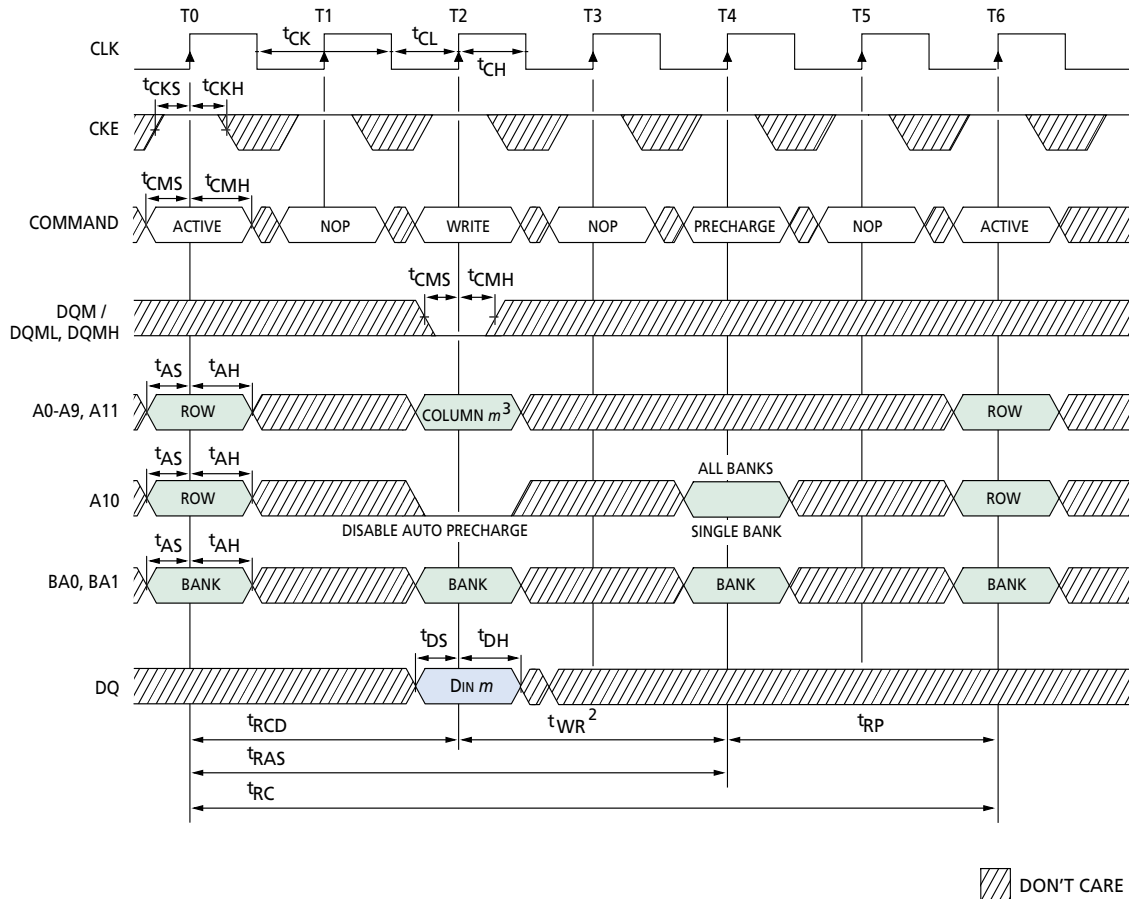 T0 T1 T2 T3 T4 T5 T6
CLK
tCK tCL
tCH
tCKS tCKH
CKE
tCMS tCMH
COMMAND ACTIVE NOP WRITE NOP PRECHARGE NOP ACTIVE
tCMS tCMH
DQM /
DQML, DQMH
tAS tAH
A0-A9, A11 ROW COLUMN m3 ROW
tAS tAH
ALL BANKS
A10 ROW ROW
DISABLE AUTO PRECHARGE SINGLE BANK
tAS tAH
BA0, BA1 BANK BANK BANK BANK
tDS tDH
DQ DIN m
tRCD tWR2 tRP
tRAS
tRC
DON'T CARE